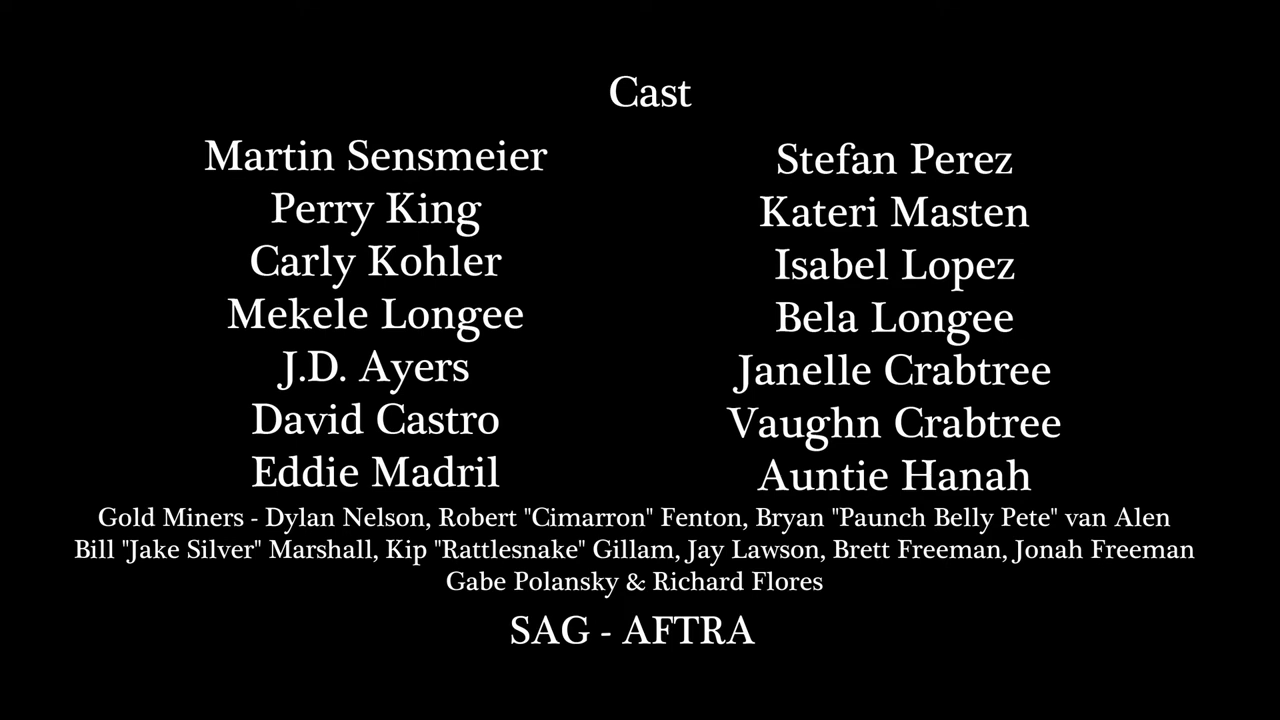 Cast
Martin Sensmeier
Perry King
Carly Kohler
Mekele Longee
J.D. Ayers
David Castro
Eddie Madril
Stefan Perez
Kateri Masten
Isabel Lopez
Bela Longee
Janelle Crabtree
Vaughn Crabtree
Auntie Hanah
Gold Miners - Dylan Nelson, Robert "Cimarron" Fenton, Bryan "Paunch Belly Pete" van Alen
Bill "Jake Silver" Marshall, Kip "Rattlesnake" Gillam, Jay Lawson, Brett Freeman, Jonah Freeman
Gabe Polansky & Richard Flores
SAG - AFTRA